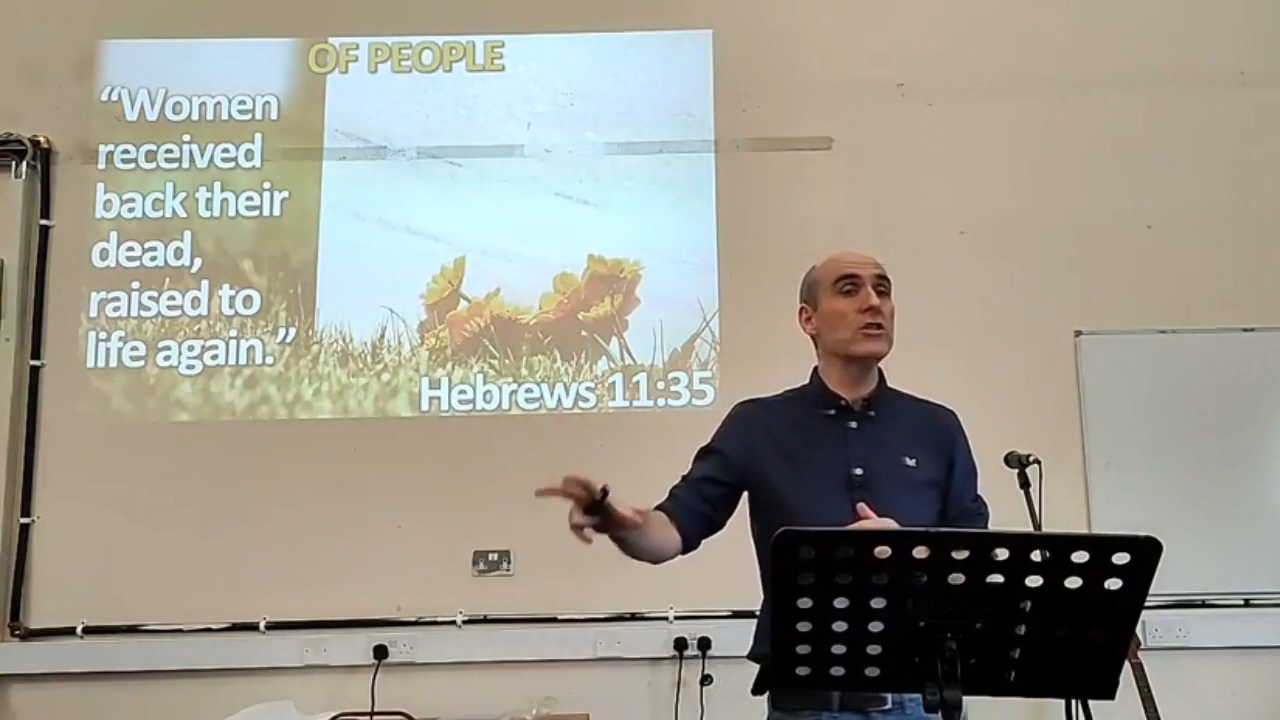 OF PEOPLE
“Women
received
back their
dead,
raised to
life again.”
Hebrews 11:35